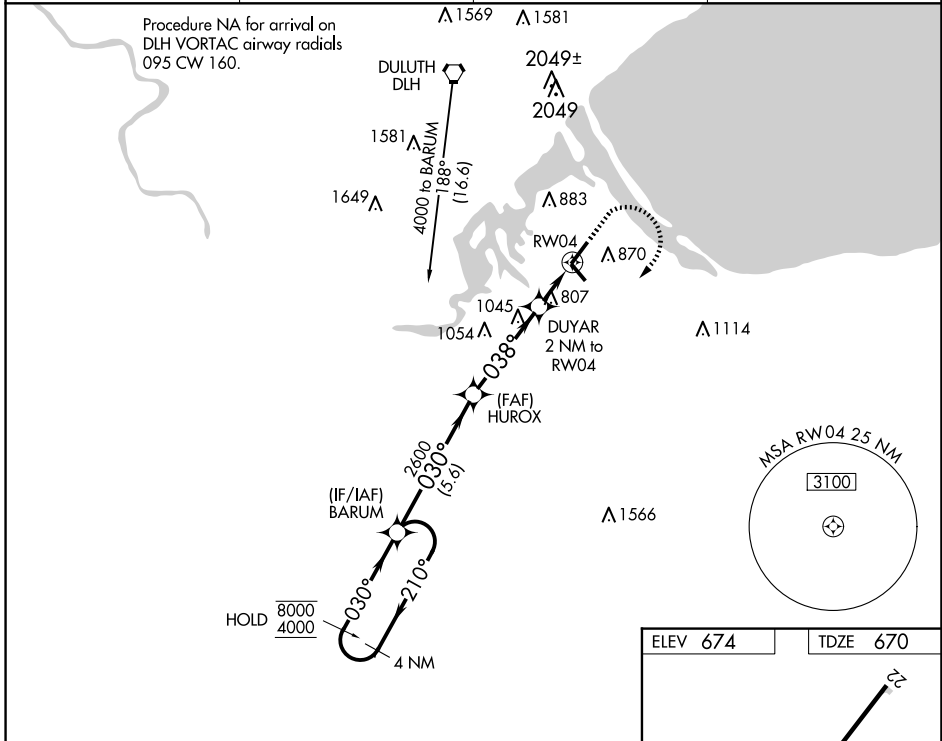 Procedure NA for arrival on
DLH VORTAC airway radials
095 CW 160.
1569
1581
DULUTH
DLH
2049±
2049
1581
4000 to BARUM
188°
(16.6)
1649
883
RW04
870
1045
807
1054
DUYAR
2 NM to
RW04
1114
038°
(FAF)
HUROX
2600
030°
(5.6)
MSA RW04 25 NM
3100
(IF/IAF)
BARUM
1566
030°
210°
HOLD
8000
4000
4 NM
ELEV 674
TDZE 670
22